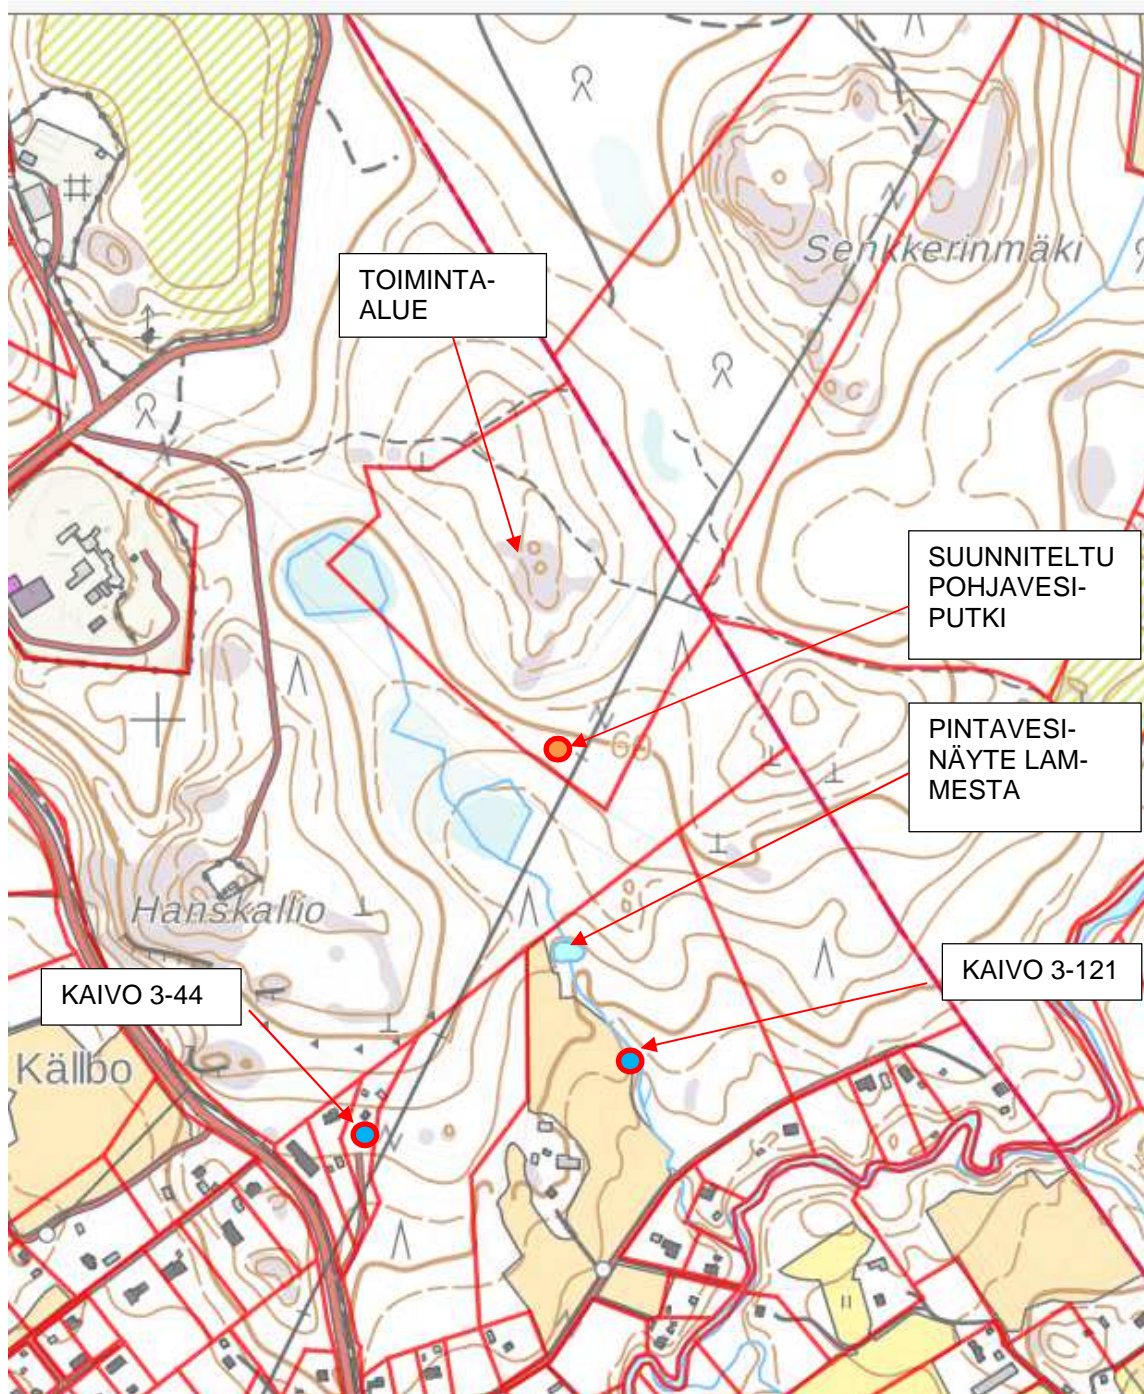 Senkkerinmäki
TOIMINTA-
ALUE
SUUNNITELTU
POHJAVESI-
PUTKI
PINTAVESI-
NÄYTE LAM-
MESTA
60
Hanskallio
KAIVO 3-121
KAIVO 3-44
Källbo